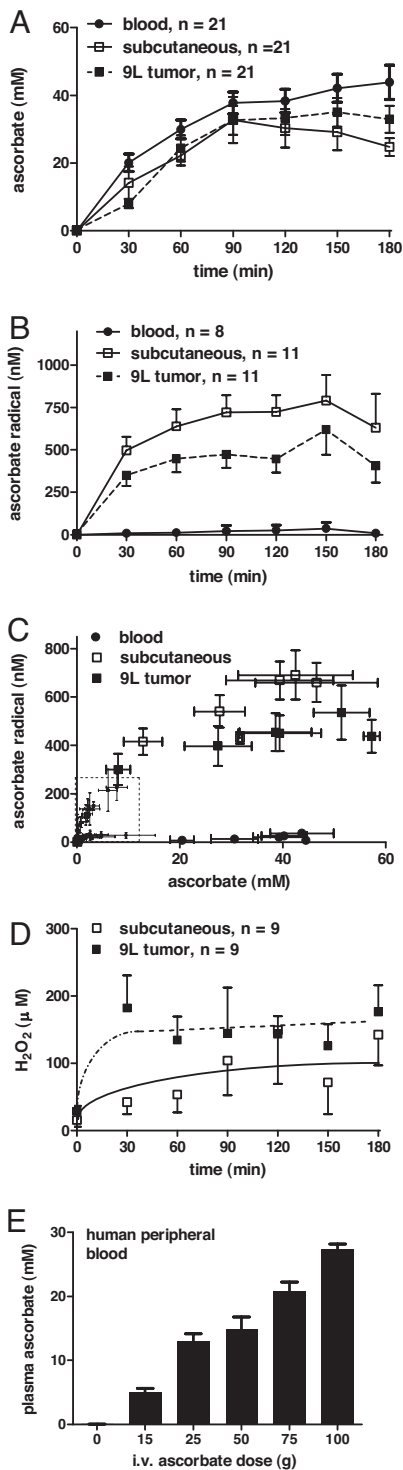 A
blood, n = 21
subcutaneous, n =21
9L tumor, n = 21
ascorbate
(mM)
60
40
20
0
0 30 60 90 120 150 180
time (min)
B
blood, n = 8
subcutaneous, n = 11
9L tumor, n = 11
ascorbate radical
(nM)
1000
750
500
250
0
0 30 60 90 120 150 180
time (min)
C
blood
subcutaneous
9L tumor
ascorbate radical
(nM)
800
600
400
200
0
0 20 40 60
ascorbate (mM)
D
subcutaneous, n = 9
9L tumor, n = 9
H2O2 (μ M)
300
200
100
0
0 30 60 90 120 150 180
time (min)
E
human peripheral
blood
plasma ascorbate (mM)
30
20
10
0
0 15 25 50 75 100
i.v. ascorbate dose (g)